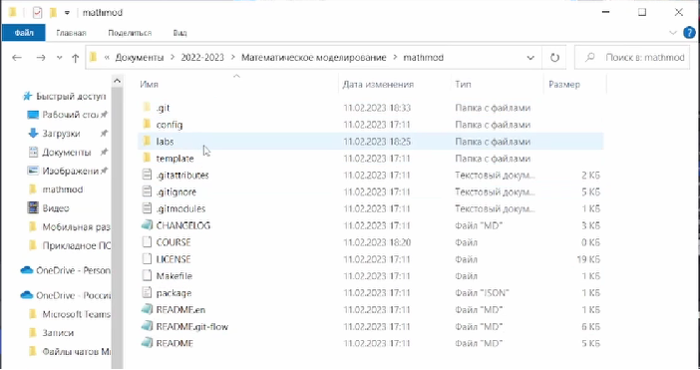 mathmod
Файл Главная Поделиться Вид
« Документы > 2022-2023 > Математическое моделирование > mathmod
Поиск в: mathmod
Имя Дата изменения Тип Размер
Быстрый доступ
Рабочий стол
Загрузки
Документы
Изображени
mathmod
Видео
Мобильная раз
Прикладное ПО
OneDrive - Person
OneDrive - Россий
Microsoft Teams
Записи
Файлы чатов М
.git 11.02.2023 18:33 Папка с файлами
config 11.02.2023 17:11 Папка с файлами
labs 11.02.2023 18:25 Папка с файлами
template 11.02.2023 17:11 Папка с файлами
.gitattributes 11.02.2023 17:11 Текстовый докум... 2 КБ
.gitignore 11.02.2023 17:11 Текстовый докум... 5 КБ
.gitmodules 11.02.2023 17:11 Текстовый докум... 1 КБ
CHANGELOG 11.02.2023 17:11 Файл "MD" 3 КБ
COURSE 11.02.2023 18:20 Файл 0 КБ
LICENSE 11.02.2023 17:11 Файл 19 КБ
Makefile 11.02.2023 17:11 Файл 1 КБ
package 11.02.2023 17:11 Файл "JSON" 1 КБ
README.en 11.02.2023 17:11 Файл "MD" 1 КБ
README.git-flow 11.02.2023 17:11 Файл "MD" 6 КБ
README 11.02.2023 17:11 Файл "MD" 5 КБ